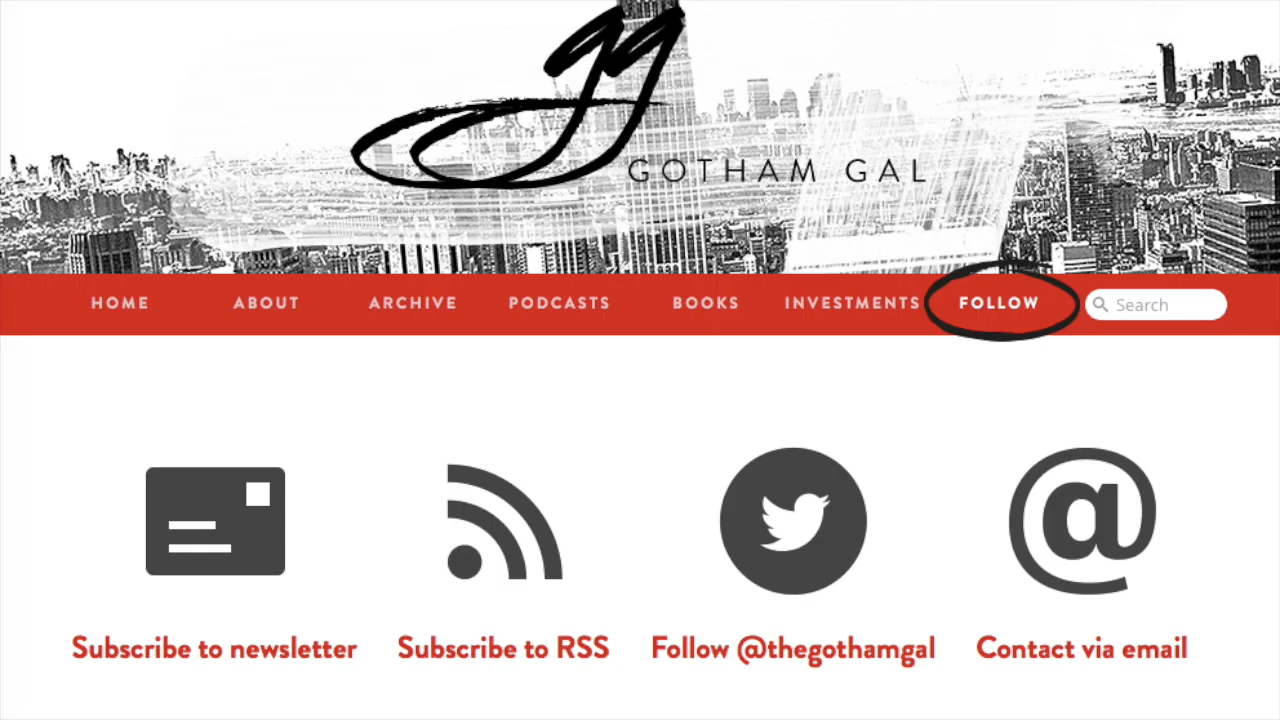 gg
GOTHAM GAL
HOME ABOUT ARCHIVE PODCASTS BOOKS INVESTMENTS FOLLOW Search
@
Subscribe to newsletter Subscribe to RSS Follow @thegothamgal Contact via email